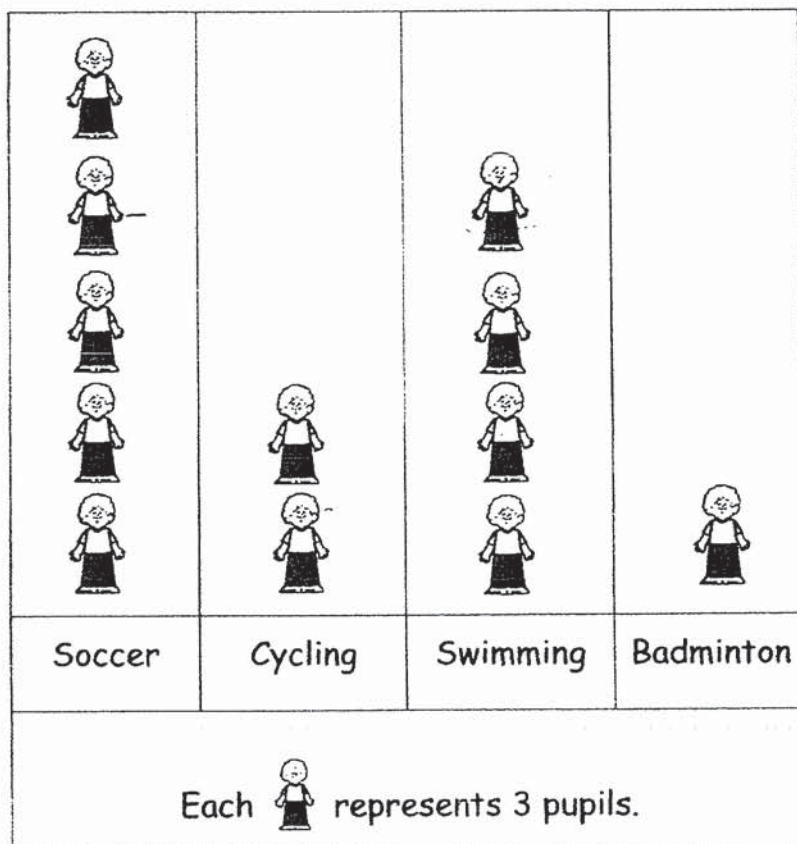 Soccer Cycling Swimming Badminton
Each represents 3 pupils.